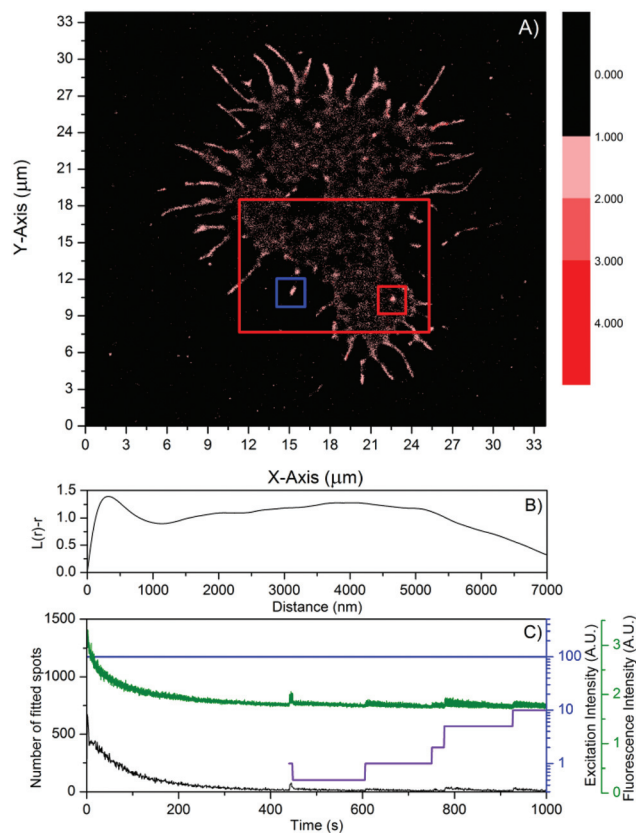 A)
33
30
27
24
21
18
15
12
9
6
3
0
Y-Axis (μm)
0 3 6 9 12 15 18 21 24 27 30 33
X-Axis (μm)
0.000
1.000
2.000
3.000
4.000
B)
1.5
1.0
0.5
0.0
L(r)-r
0 1000 2000 3000 4000 5000 6000 7000
Distance (nm)
C)
1500
1250
1000
750
500
250
0
Number of fitted spots
0 200 400 600 800 1000
Time (s)
100
10
1
Excitation Intensity (A.U.)
3
2
1
0
Fluorescence Intensity (A.U.)